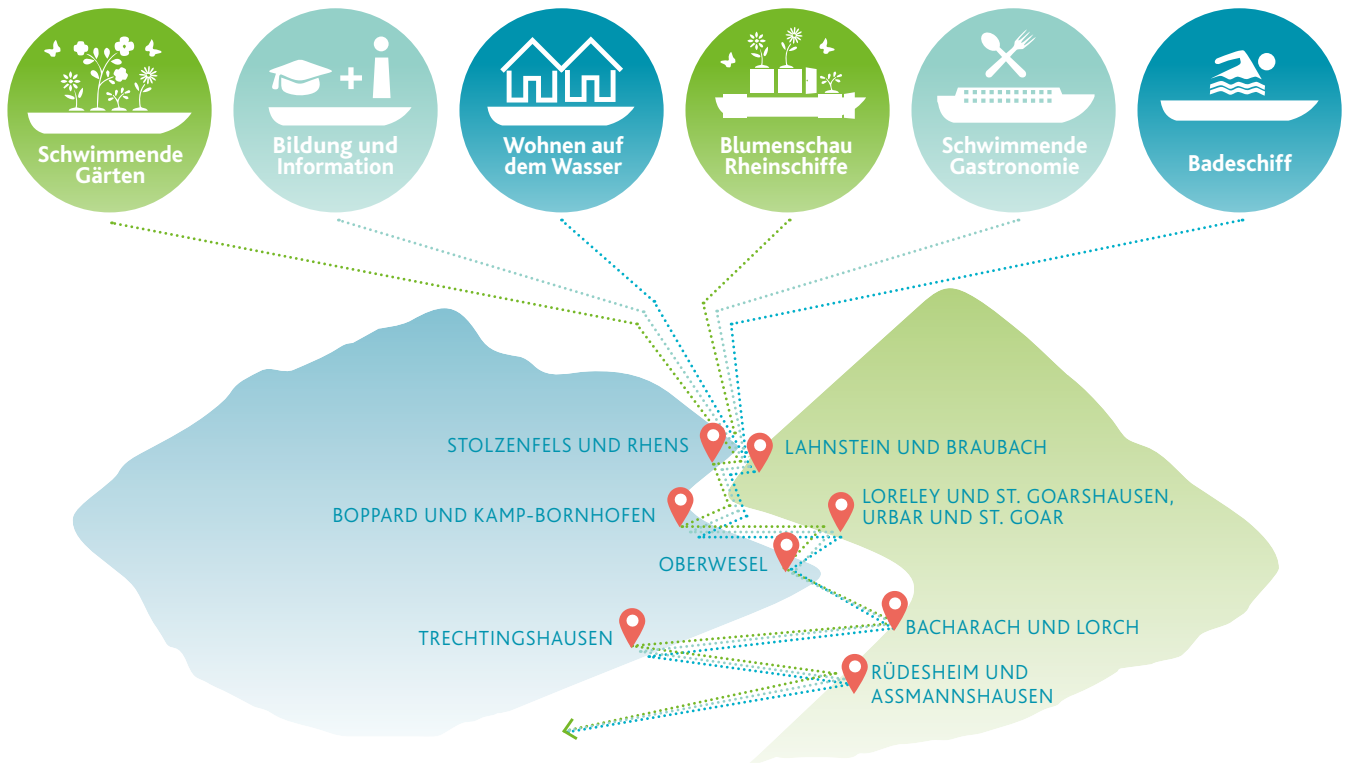 Schwimmende
Gärten
Bildung und
Information
Wohnen auf
dem Wasser
Blumenschau
Rheinschiffe
Schwimmende
Gastronomie
Badeschiff
STOLZENFELS UND RHENS
LAHNSTEIN UND BRAUBACH
BOPPARD UND KAMP-BORNHOFEN
LORELEY UND ST. GOARSHAUSEN,
URBAR UND ST. GOAR
OBERWESEL
BACHARACH UND LORCH
TRECHTINGSHAUSEN
RÜDESHEIM UND
ASSMANNSHAUSEN